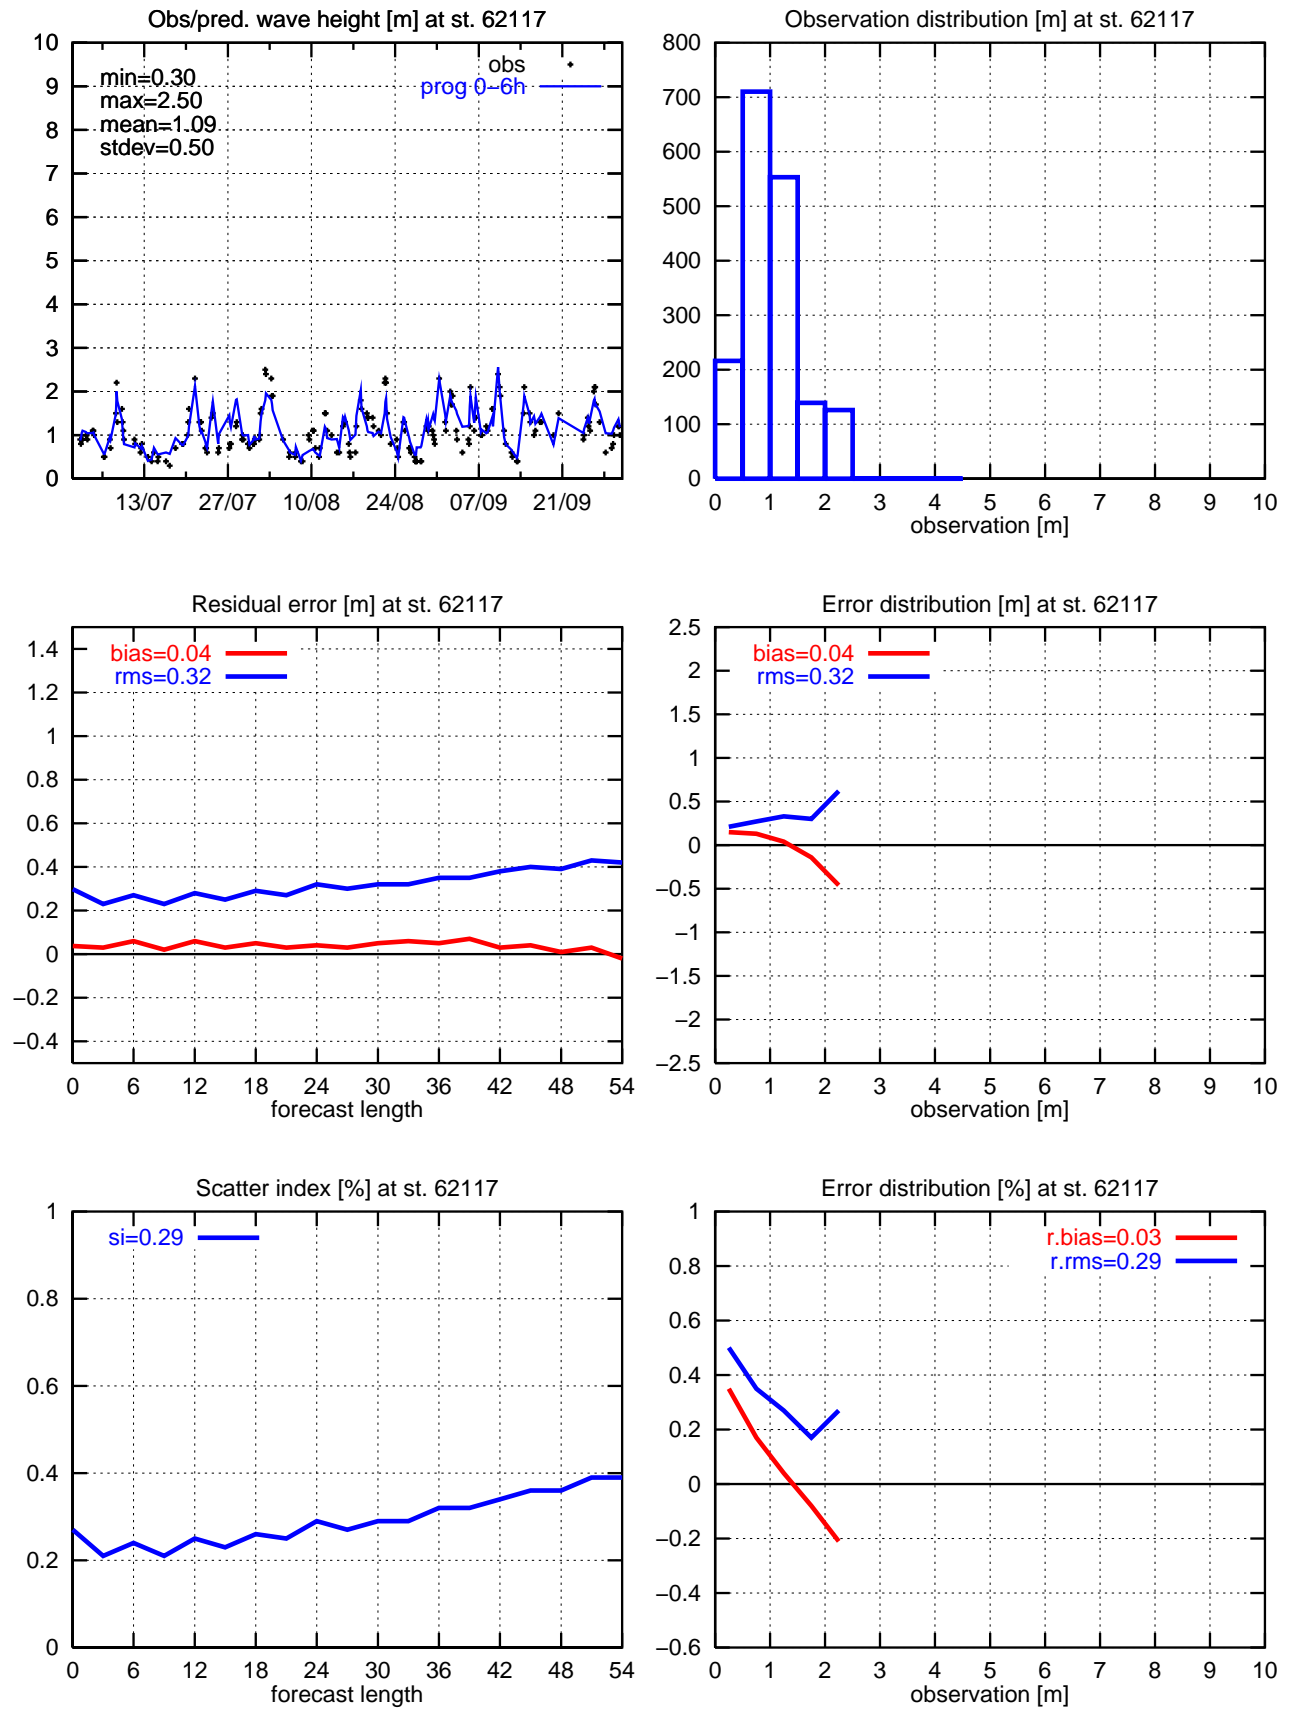 Obs/pred. wave height [m] at st. 62117
10
9
8
7
6
5
4
3
2
1
0
min=0.30
max=2.50
mean=1.09
stdev=0.50
obs
prog 0−6h
13/07 27/07 10/08 24/08 07/09 21/09
Observation distribution [m] at st. 62117
800
700
600
500
400
300
200
100
0
0 1 2 3 4 5 6 7 8 9 10
observation [m]
Residual error [m] at st. 62117
1.4
1.2
1
0.8
0.6
0.4
0.2
0
−0.2
−0.4
bias=0.04
rms=0.32
0 6 12 18 24 30 36 42 48 54
forecast length
Error distribution [m] at st. 62117
2.5
2
1.5
1
0.5
0
−0.5
−1
−1.5
−2
−2.5
bias=0.04
rms=0.32
0 1 2 3 4 5 6 7 8 9 10
observation [m]
Scatter index [%] at st. 62117
1
0.8
0.6
0.4
0.2
0
si=0.29
0 6 12 18 24 30 36 42 48 54
forecast length
Error distribution [%] at st. 62117
1
0.8
0.6
0.4
0.2
0
−0.2
−0.4
−0.6
r.bias=0.03
r.rms=0.29
0 1 2 3 4 5 6 7 8 9 10
observation [m]